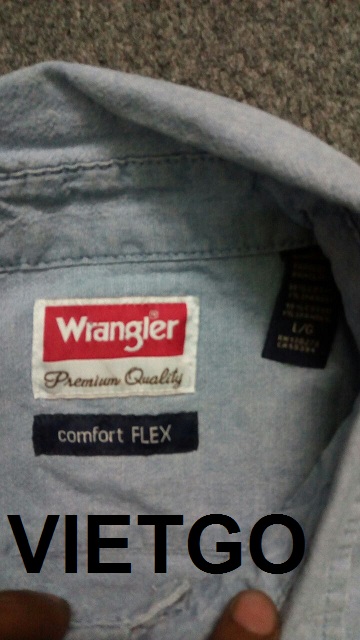 Wrangler
Premium Quality
comfort FLEX
L/G
VIETGO